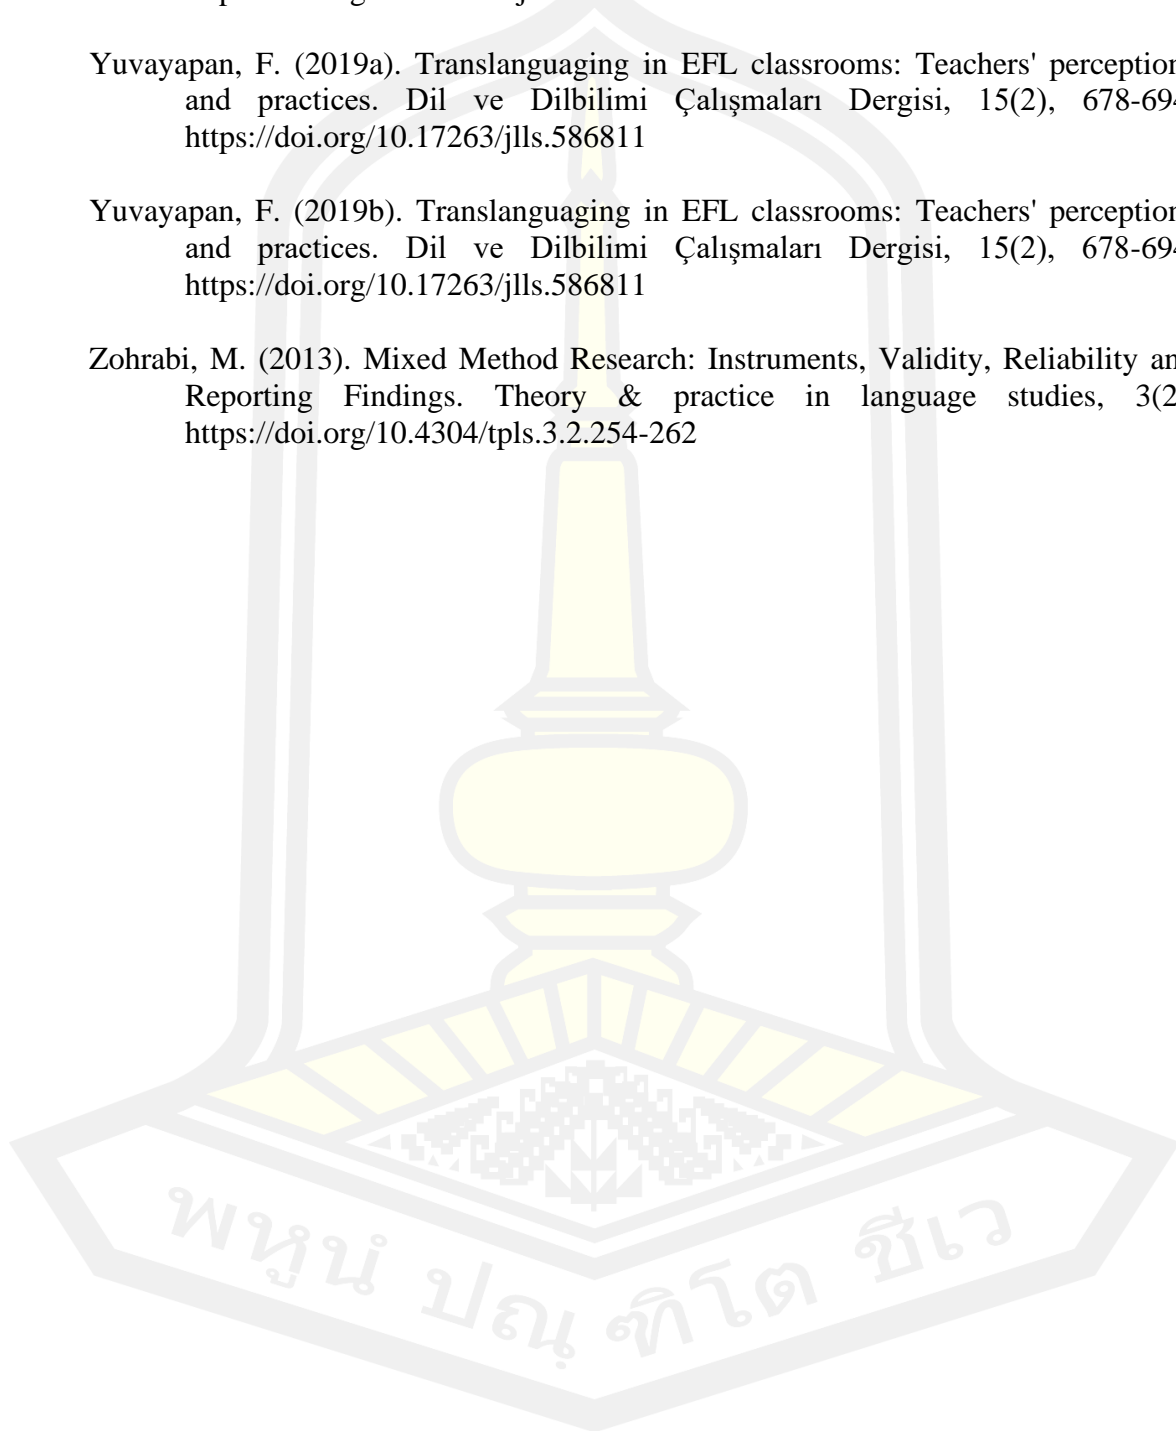 Yuvayapan, F. (2019a). Translanguaging in EFL classrooms: Teachers' perception
and practices. Dil ve Dilbilimi Çalışmaları Dergisi, 15(2), 678-694
https://doi.org/10.17263/jlls.586811
Yuvayapan, F. (2019b). Translanguaging in EFL classrooms: Teachers' perception
and practices. Dil ve Dilbilimi Çalışmaları Dergisi, 15(2), 678-694
https://doi.org/10.17263/jlls.586811
Zohrabi, M. (2013). Mixed Method Research: Instruments, Validity, Reliability an
Reporting Findings. Theory & practice in language studies, 3(2
https://doi.org/10.4304/tpls.3.2.254-262
พหูนํ ปณฺฑิโต ชีเว